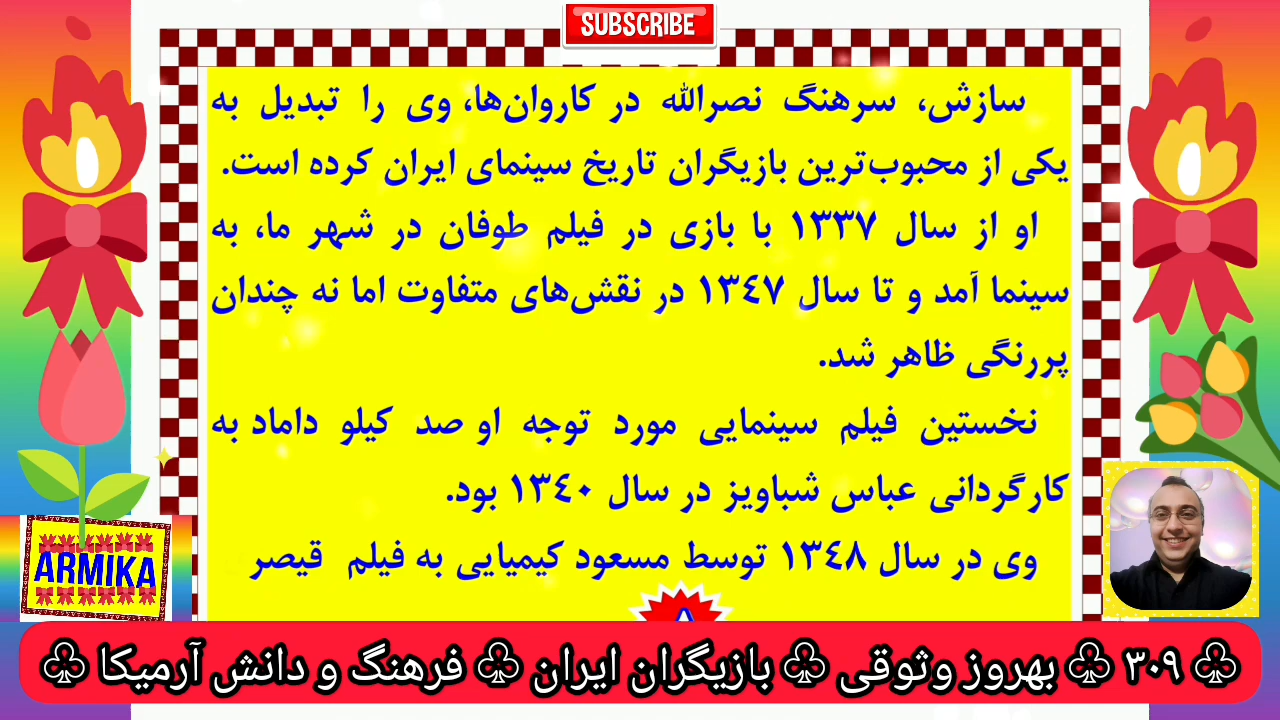 SUBSCRIBE
سازش، سرهنگ نصرالله در کاروان‌ها، وی را تبدیل به
یکی از محبوب‌ترین بازیگران تاریخ سینمای ایران کرده است.
او از سال ۱۳۳۷ با بازی در فیلم طوفان در شهر ما، به
سینما آمد و تا سال ۱۳٤۷ در نقش‌های متفاوت اما نه چندان
پررنگی ظاهر شد.
نخستین فیلم سینمایی مورد توجه او صد کیلو داماد به
کارگردانی عباس شباویز در سال ۱۳٤۰ بود.
وی در سال ۱۳٤۸ توسط مسعود کیمیایی به فیلم قیصر
ARMIKA
♧ ۳۰۹ ♧ بهروز وثوقی ♧ بازیگران ایران ♧ فرهنگ و دانش آرمیکا ♧